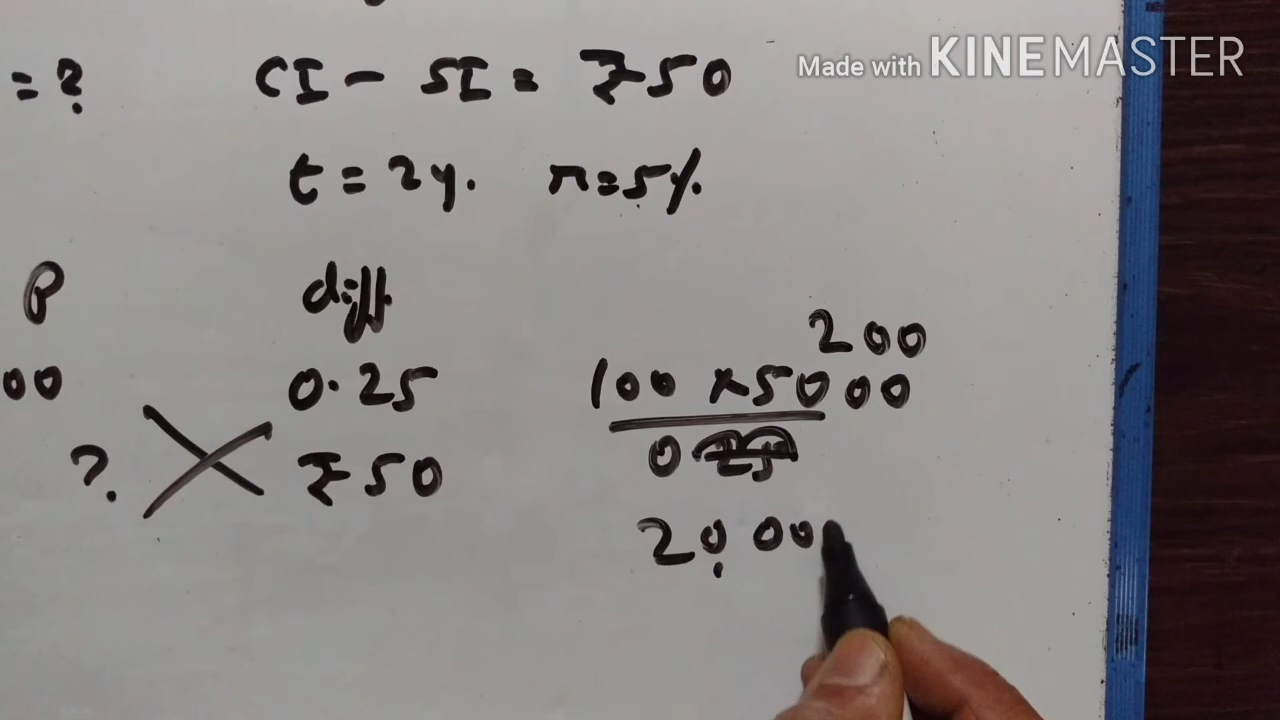 Made with KINEMASTER
= ? CI - SI = ₹50
t = 2y. r = 5%
P diff
00 0.25
? ₹50
200
100 x 5000 00
0.25
20,000